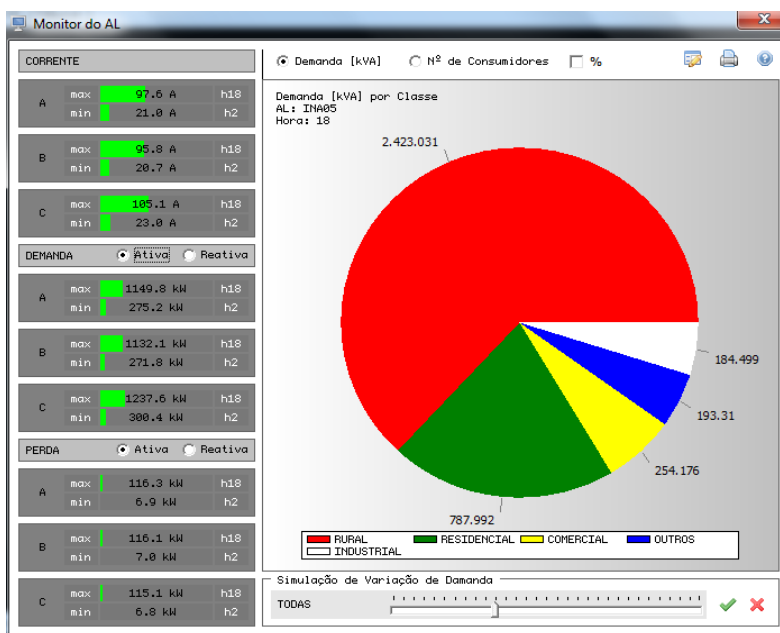 Monitor do AL
CORRENTE
A
max 97.6 A h18
min 21.0 A h2
B
max 95.8 A h18
min 20.7 A h2
C
max 105.1 A h18
min 23.0 A h2
DEMANDA Ativa Reativa
A
max 1149.8 kW h18
min 275.2 kW h2
B
max 1132.1 kW h18
min 271.8 kW h2
C
max 1237.6 kW h18
min 300.4 kW h2
PERDA Ativa Reativa
A
max 116.3 kW h18
min 6.9 kW h2
B
max 116.1 kW h18
min 7.0 kW h2
C
max 115.1 kW h18
min 6.8 kW h2
Demanda [kVA] Nº de Consumidores %
Demanda [kVA] por Classe
AL: INA05
Hora: 18
2.423.031
184.499
193.31
254.176
787.992
RURAL RESIDENCIAL COMERCIAL OUTROS
INDUSTRIAL
Simulação de Variação de Damanda
TODAS